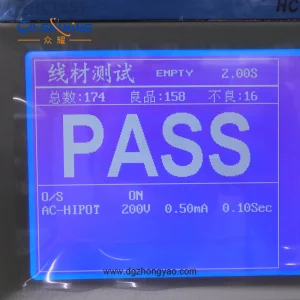 HC
众耀
线材测试 EMPTY 2.00S
总数:174 良品:158 不良:16
PASS
O/S ON
AC-HIPOT 200V 0.50mA 0.10Sec
www.dgzhongyao.com